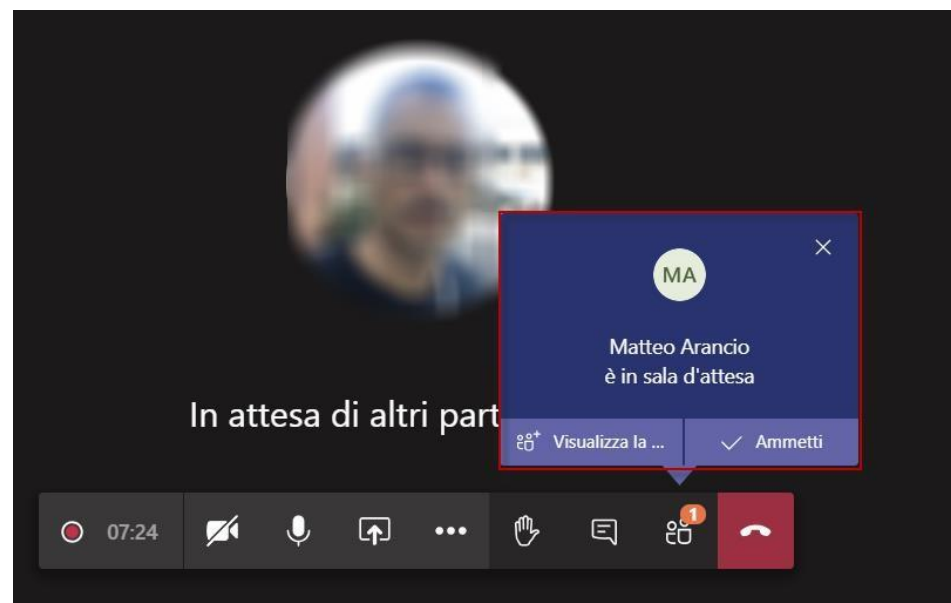 MA
Matteo Arancio
è in sala d'attesa
In attesa di altri part
Visualizza la ...
Ammetti
07:24
1